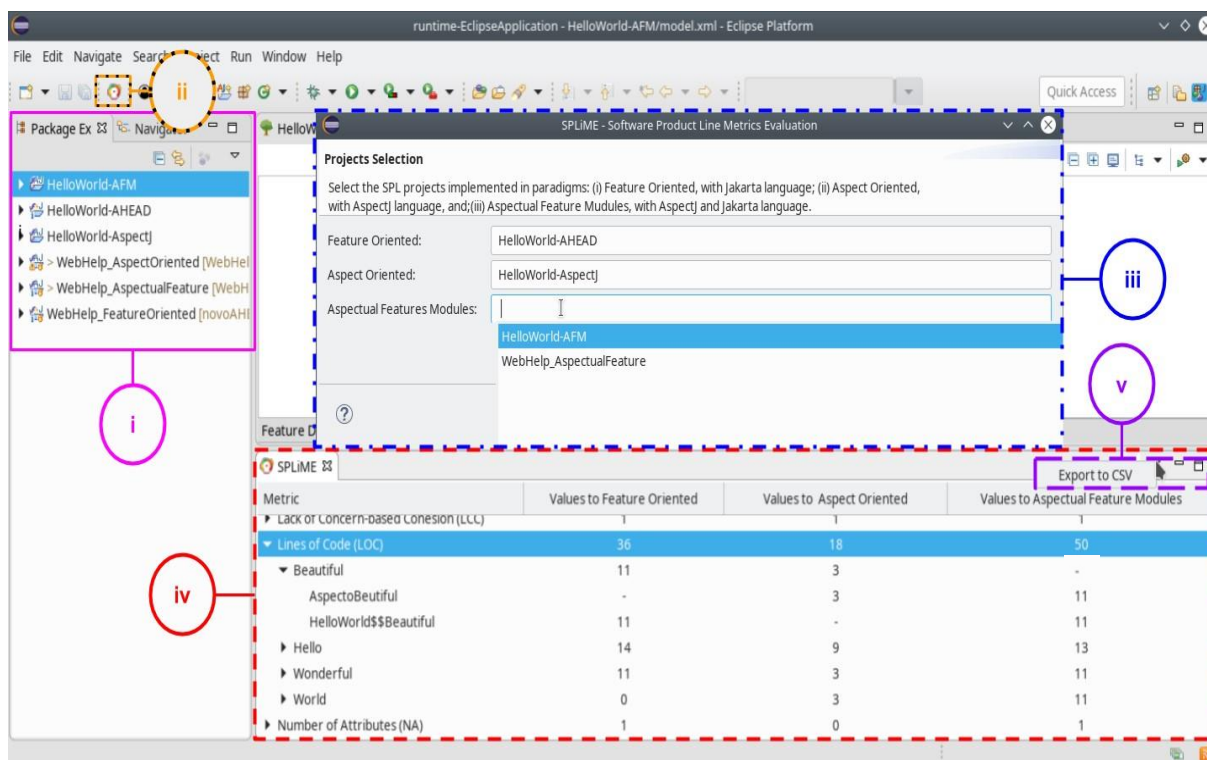 runtime-EclipseApplication - HelloWorld-AFM/model.xml - Eclipse Platform
File Edit Navigate Search Project Run Window Help
ii
Quick Access
Package Ex
HelloWorld-AFM
HelloWorld-AHEAD
HelloWorld-AspectJ
> WebHelp_AspectOriented [WebHel
> WebHelp_AspectualFeature [WebH
WebHelp_FeatureOriented [novoAHE
i
HelloW
SPLiME - Software Product Line Metrics Evaluation
Projects Selection
Select the SPL projects implemented in paradigms: (i) Feature Oriented, with Jakarta language; (ii) Aspect Oriented,
with AspectJ language, and;(iii) Aspectual Feature Mudules, with AspectJ and Jakarta language.
Feature Oriented: HelloWorld-AHEAD
Aspect Oriented: HelloWorld-AspectJ
Aspectual Features Modules:
HelloWorld-AFM
WebHelp_AspectualFeature
?
iii
v
Feature D
SPLiME
Export to CSV
Metric Values to Feature Oriented Values to Aspect Oriented Values to Aspectual Feature Modules
Lack of Concern-based Cohesion (LCC) 1 1 1
Lines of Code (LOC) 36 18 50
Beautiful 11 3 -
AspectoBeutiful - 3 11
HelloWorld$$Beautiful 11 - 11
Hello 14 9 13
Wonderful 11 3 11
World 0 3 11
Number of Attributes (NA) 1 0 1
iv